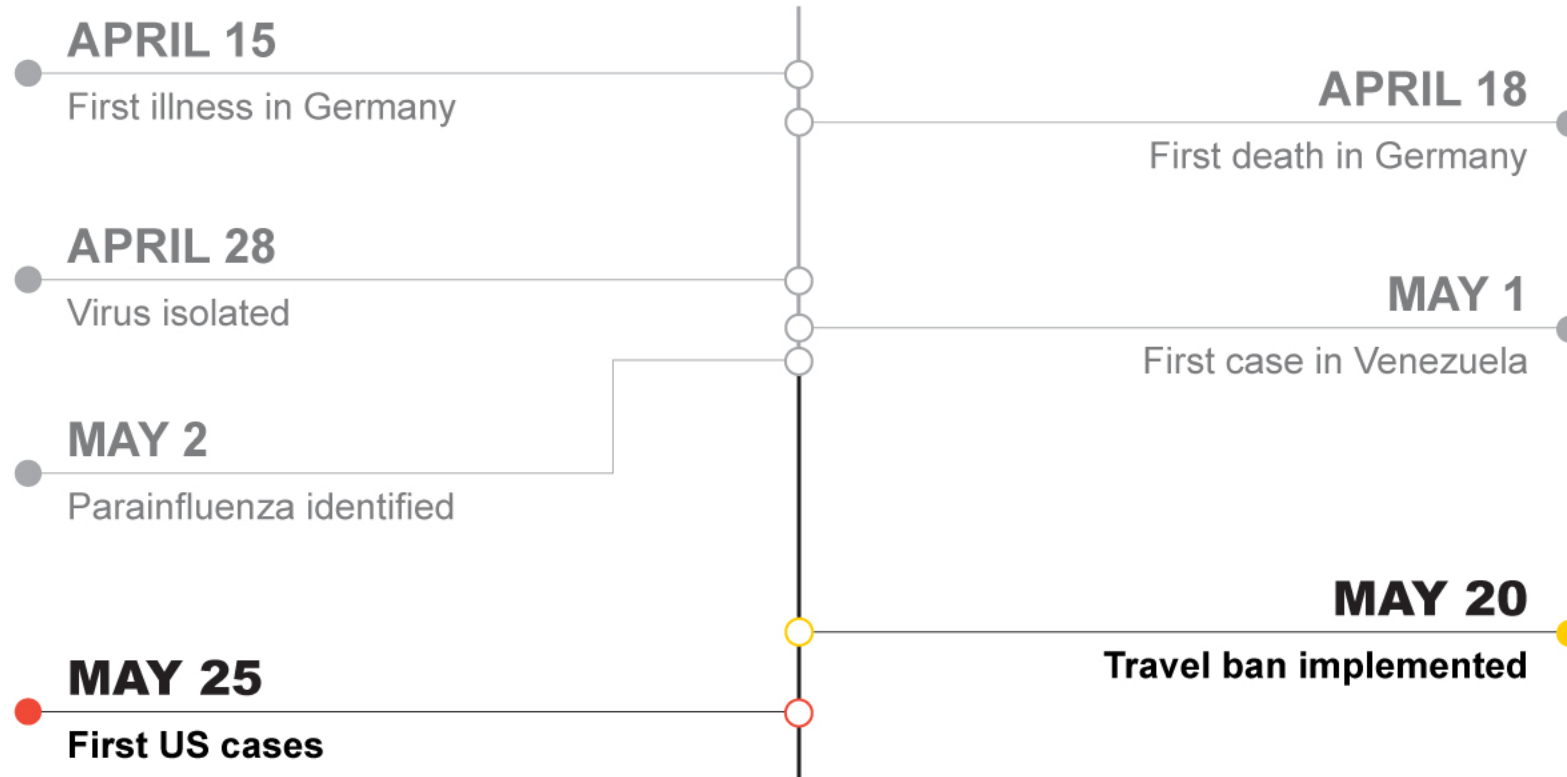 APRIL 15
First illness in Germany
APRIL 18
First death in Germany
APRIL 28
Virus isolated
MAY 1
First case in Venezuela
MAY 2
Parainfluenza identified
MAY 20
Travel ban implemented
MAY 25
First US cases